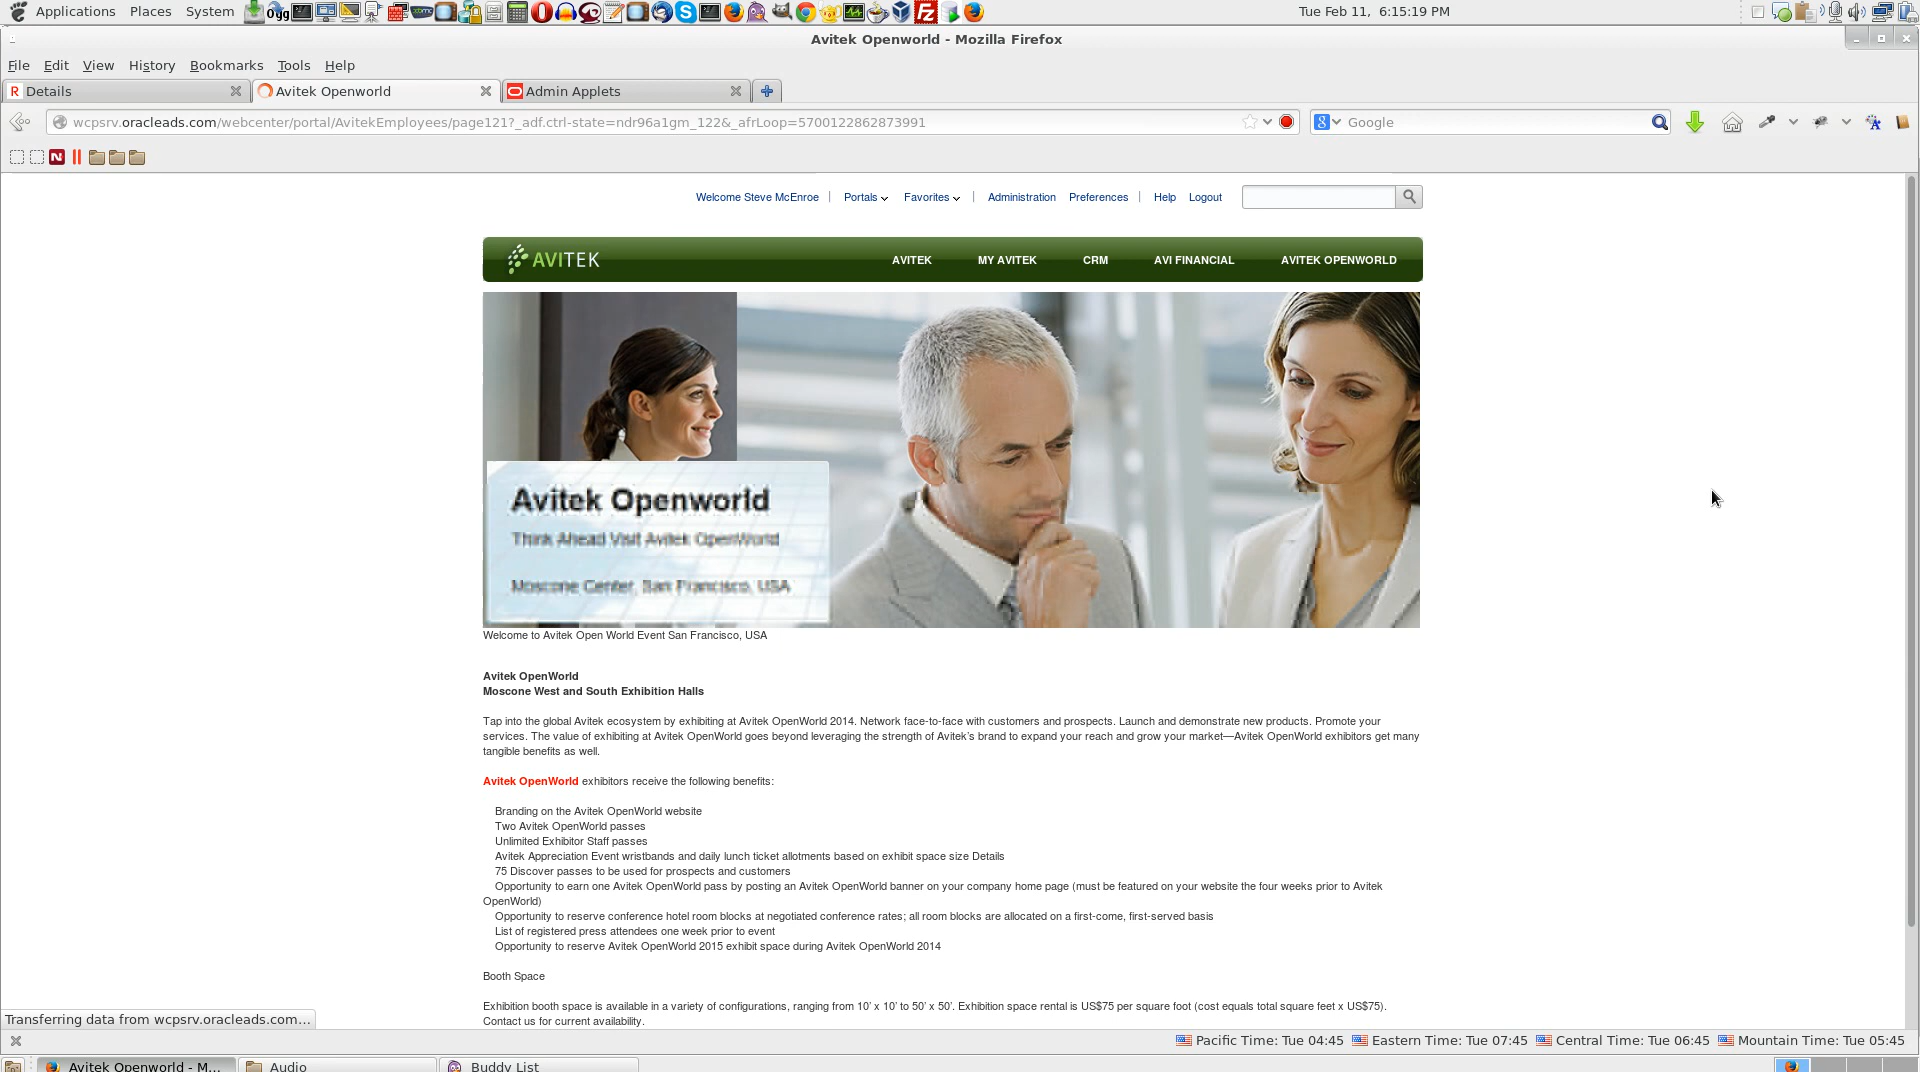 Applications Places System Tue Feb 11, 6:15:19 PM
Avitek Openworld - Mozilla Firefox
File Edit View History Bookmarks Tools Help
Details Avitek Openworld Admin Applets
wcpsrv.oracleads.com/webcenter/portal/AvitekEmployees/page121?_adf.ctrl-state=ndr96a1gm_122&_afrLoop=5700122862873991 Google
Welcome Steve McEnroe Portals Favorites Administration Preferences Help Logout
AVITEK AVITEK MY AVITEK CRM AVI FINANCIAL AVITEK OPENWORLD
Avitek Openworld
Think Ahead Visit Avitek OpenWorld
Moscone Center, San Francisco, USA
Welcome to Avitek Open World Event San Francisco, USA
Avitek OpenWorld
Moscone West and South Exhibition Halls
Tap into the global Avitek ecosystem by exhibiting at Avitek OpenWorld 2014. Network face-to-face with customers and prospects. Launch and demonstrate new products. Promote your
services. The value of exhibiting at Avitek OpenWorld goes beyond leveraging the strength of Avitek's brand to expand your reach and grow your market—Avitek OpenWorld exhibitors get many
tangible benefits as well.
Avitek OpenWorld exhibitors receive the following benefits:
Branding on the Avitek OpenWorld website
Two Avitek OpenWorld passes
Unlimited Exhibitor Staff passes
Avitek Appreciation Event wristbands and daily lunch ticket allotments based on exhibit space size Details
75 Discover passes to be used for prospects and customers
Opportunity to earn one Avitek OpenWorld pass by posting an Avitek OpenWorld banner on your company home page (must be featured on your website the four weeks prior to Avitek
OpenWorld)
Opportunity to reserve conference hotel room blocks at negotiated conference rates; all room blocks are allocated on a first-come, first-served basis
List of registered press attendees one week prior to event
Opportunity to reserve Avitek OpenWorld 2015 exhibit space during Avitek OpenWorld 2014
Booth Space
Exhibition booth space is available in a variety of configurations, ranging from 10' x 10' to 50' x 50'. Exhibition space rental is US$75 per square foot (cost equals total square feet x US$75).
Contact us for current availability.
Transferring data from wcpsrv.oracleads.com...
Pacific Time: Tue 04:45 Eastern Time: Tue 07:45 Central Time: Tue 06:45 Mountain Time: Tue 05:45
Avitek Openworld - M... Audio Buddy List